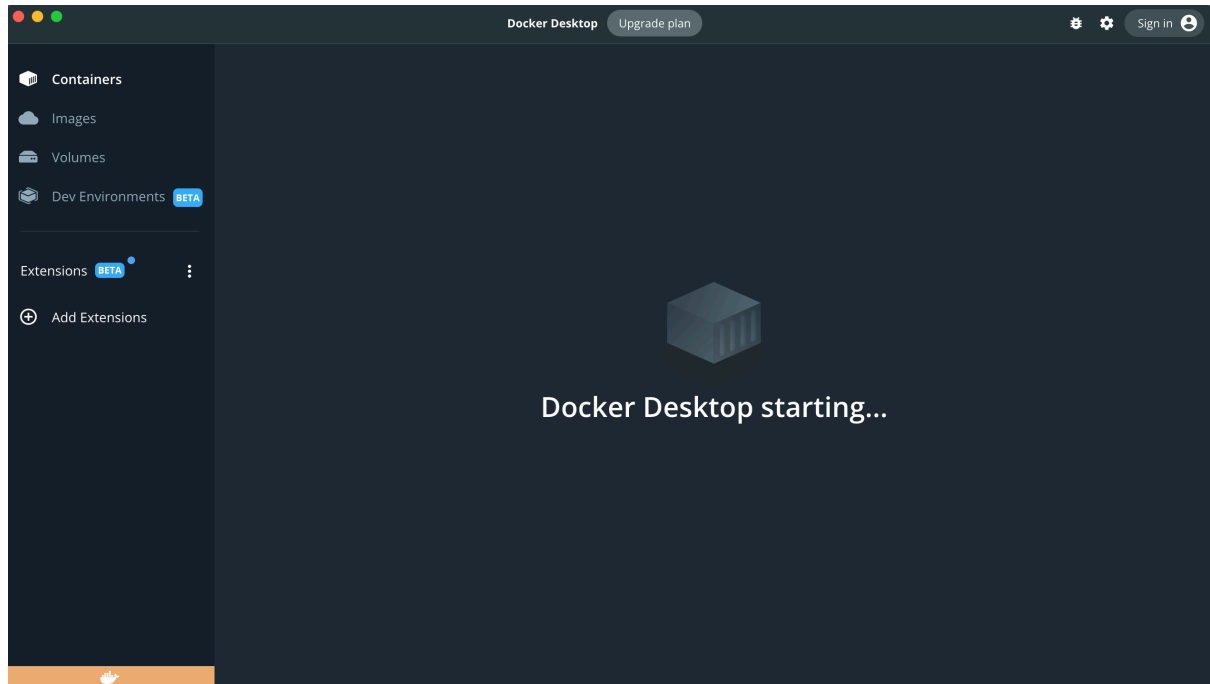 Docker Desktop Upgrade plan Sign in
Containers
Images
Volumes
Dev Environments BETA
Extensions BETA
Add Extensions
Docker Desktop starting...